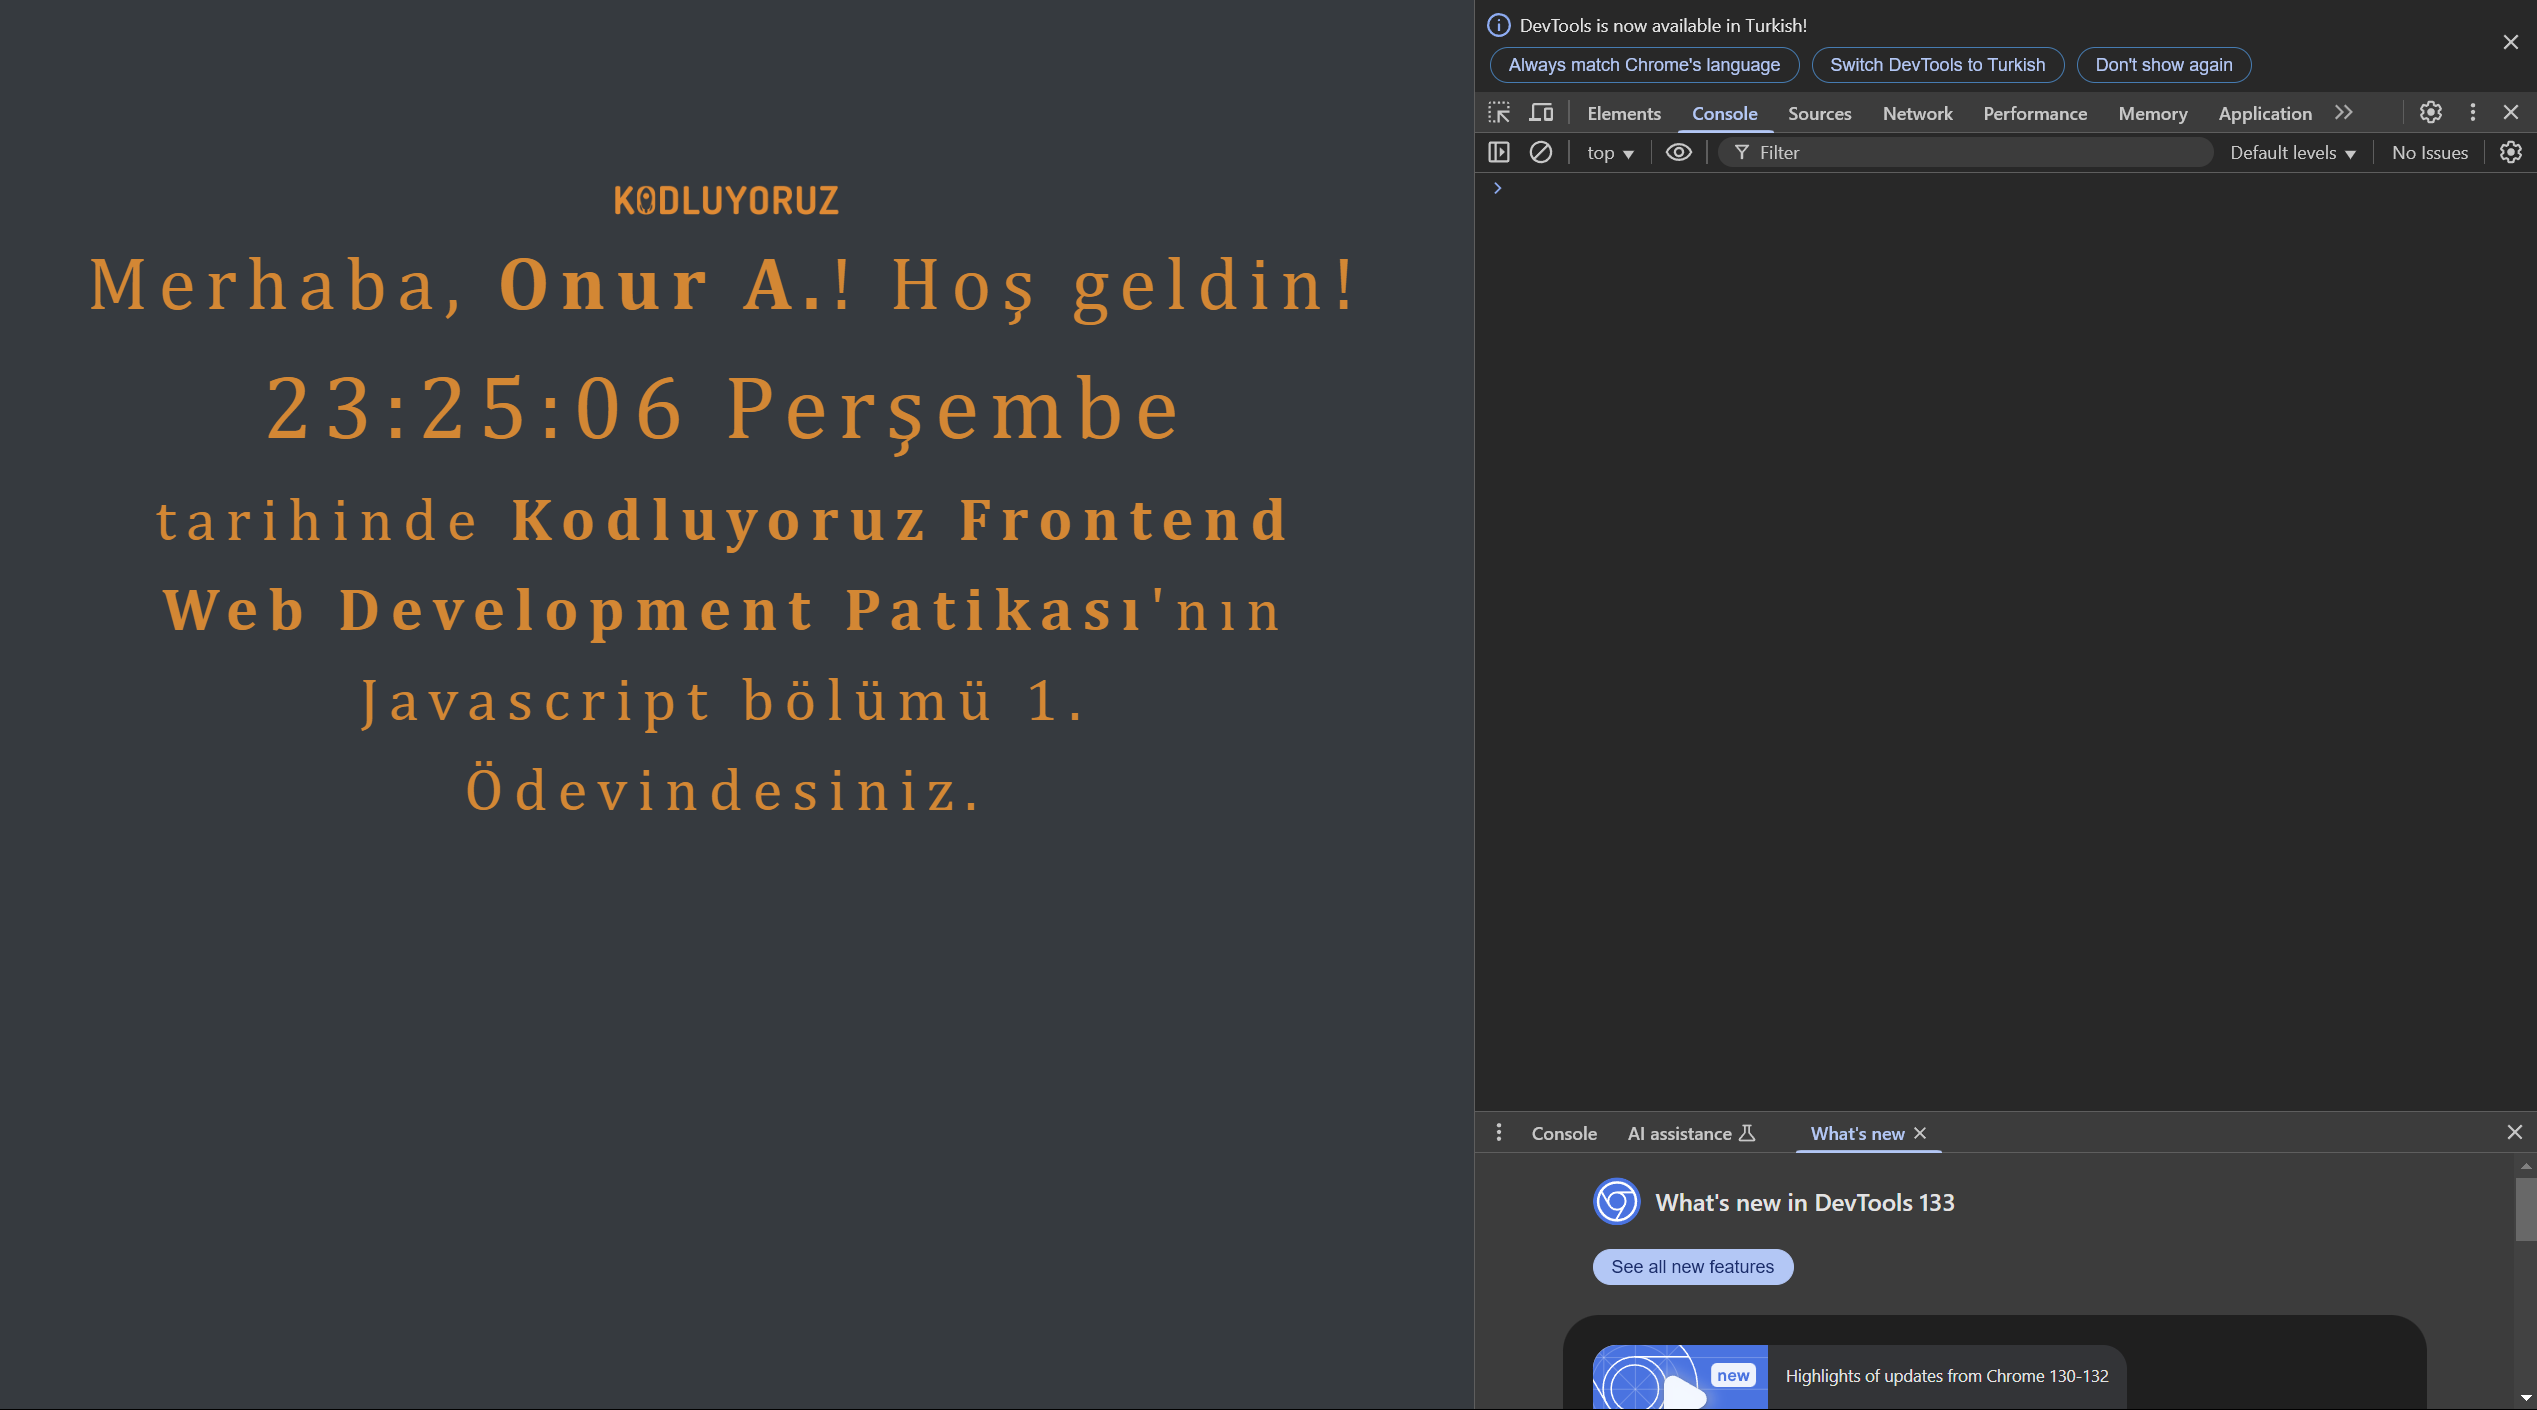 KODLUYORUZ
Merhaba, Onur A.! Hoş geldin!
23:25:06 Perşembe
tarihinde Kodluyoruz Frontend
Web Development Patikası'nın
Javascript bölümü 1.
Ödevindesiniz.
DevTools is now available in Turkish!
Always match Chrome's language Switch DevTools to Turkish Don't show again
Elements Console Sources Network Performance Memory Application
top Filter Default levels No Issues
Console AI assistance What's new
What's new in DevTools 133
See all new features
new Highlights of updates from Chrome 130-132